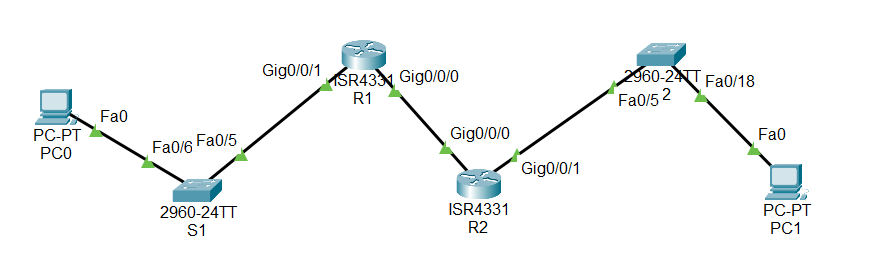 Gig0/0/1
ISR4331
R1
Gig0/0/0
2960-24TT
2
Fa0/18
Fa0/5
PC-PT
PC0
Fa0
Fa0/6
Fa0/5
2960-24TT
S1
Gig0/0/0
Gig0/0/1
ISR4331
R2
Fa0
PC-PT
PC1